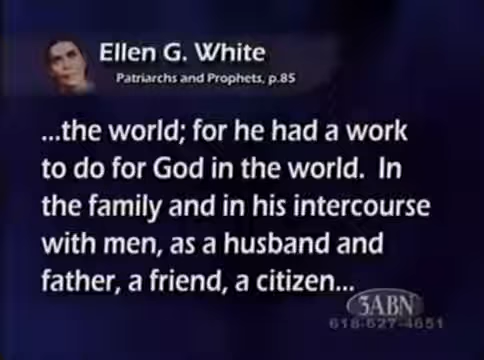 Ellen G. White
Patriarchs and Prophets, p.85
...the world; for he had a work
to do for God in the world.  In
the family and in his intercourse
with men, as a husband and
father, a friend, a citizen...
3ABN
618-627-4651